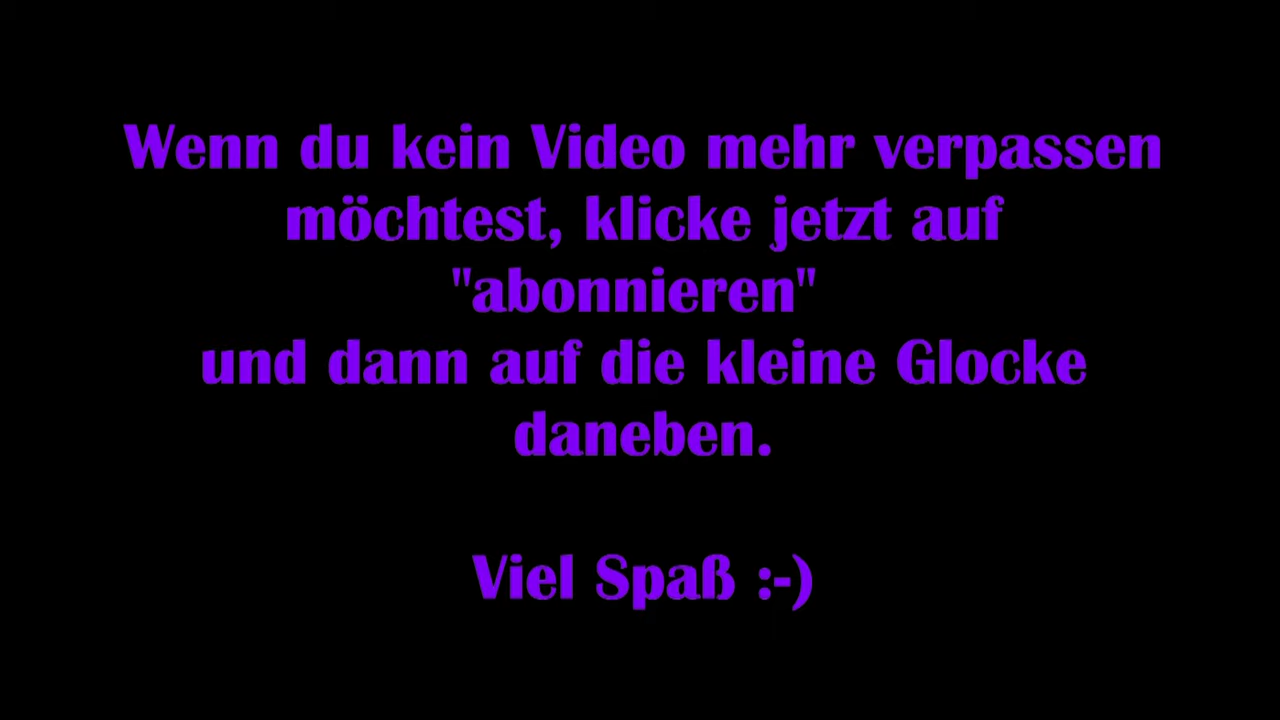 Wenn du kein Video mehr verpassen
möchtest, klicke jetzt auf
"abonnieren"
und dann auf die kleine Glocke
daneben.
Viel Spaß :-)